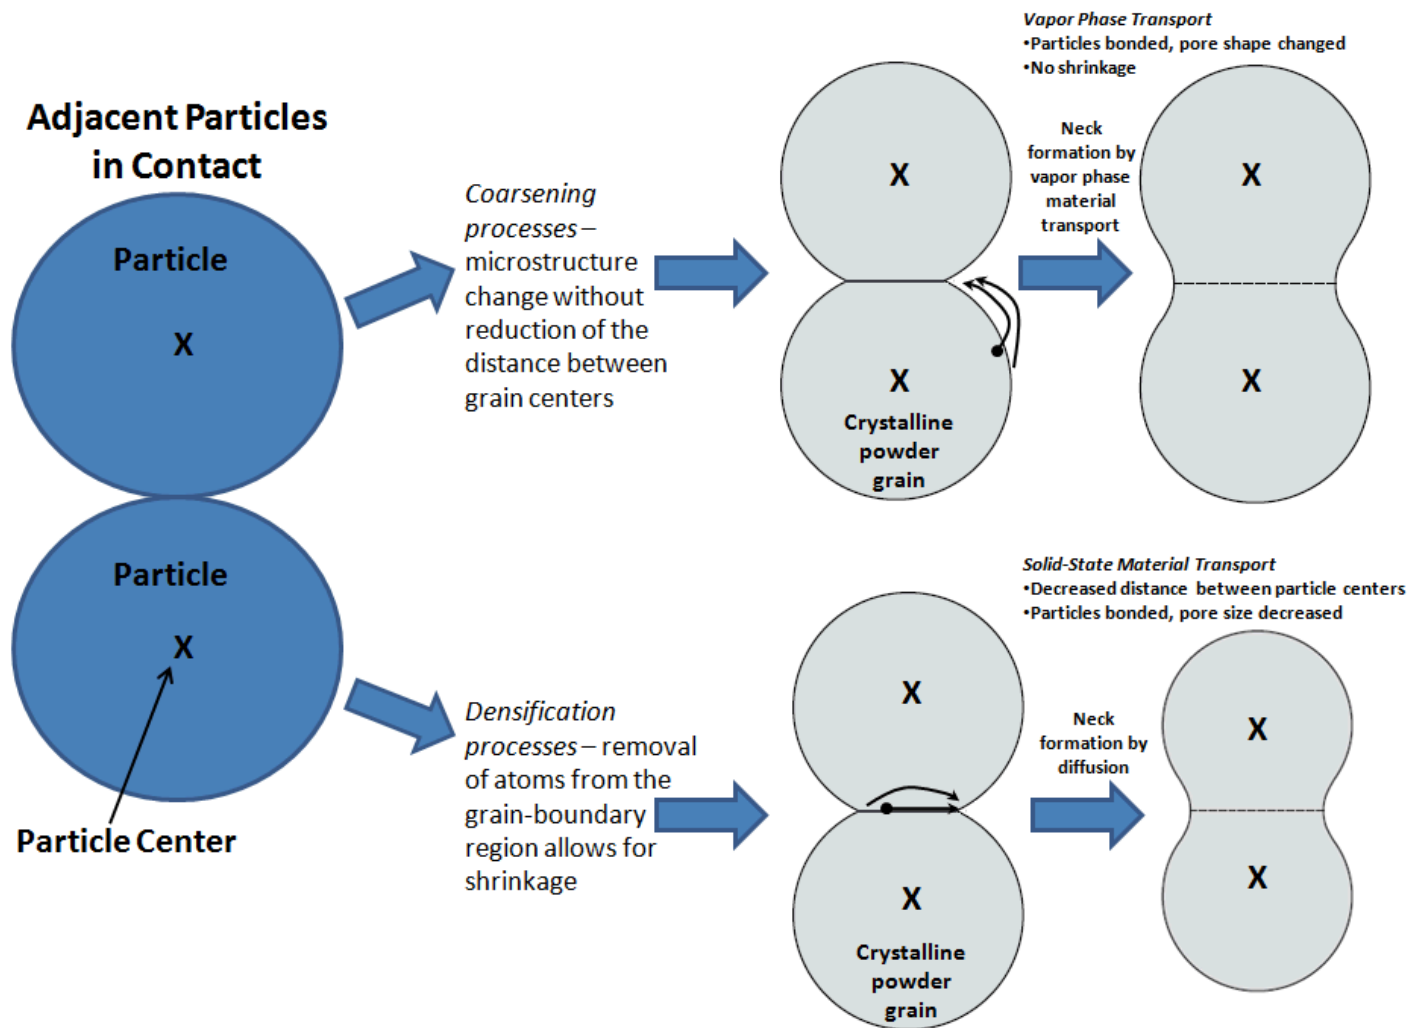 Adjacent Particles
in Contact
Particle
X
Particle
X
Particle Center
Coarsening
processes –
microstructure
change without
reduction of the
distance between
grain centers
X
X
Crystalline
powder
grain
Vapor Phase Transport
•Particles bonded, pore shape changed
•No shrinkage
Neck
formation by
vapor phase
material
transport
X
X
Densification
processes – removal
of atoms from the
grain-boundary
region allows for
shrinkage
X
X
Crystalline
powder
grain
Solid-State Material Transport
•Decreased distance between particle centers
•Particles bonded, pore size decreased
Neck
formation by
diffusion
X
X